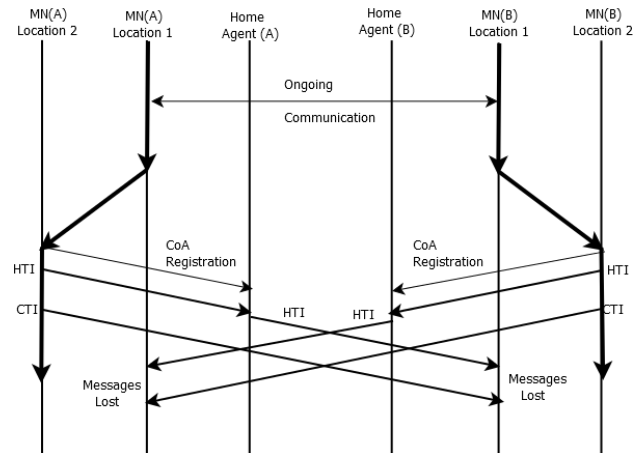 MN(A)
Location 2
MN(A)
Location 1
Home
Agent (A)
Home
Agent (B)
MN(B)
Location 1
MN(B)
Location 2
Ongoing
Communication
CoA
Registration
CoA
Registration
HTI
HTI
CTI
HTI
HTI
CTI
Messages
Lost
Messages
Lost